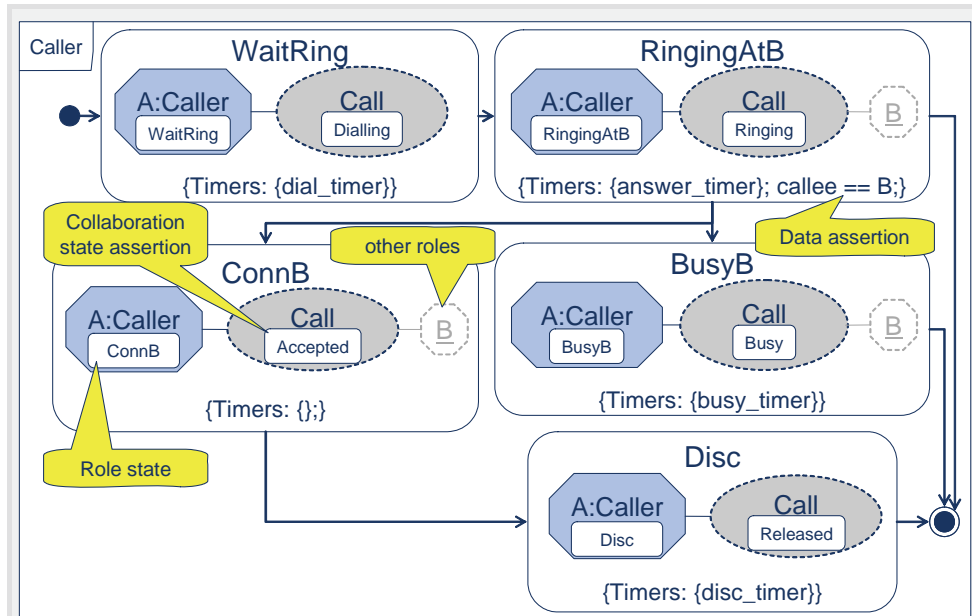 Caller
WaitRing
A:Caller
WaitRing
Call
Dialling
{Timers: {dial_timer}}
RingingAtB
A:Caller
RingingAtB
Call
Ringing
B
{Timers: {answer_timer}; callee == B;}
Collaboration
state assertion
other roles
Data assertion
ConnB
A:Caller
ConnB
Call
Accepted
B
{Timers: {};}
BusyB
A:Caller
BusyB
Call
Busy
B
{Timers: {busy_timer}}
Role state
Disc
A:Caller
Disc
Call
Released
{Timers: {disc_timer}}